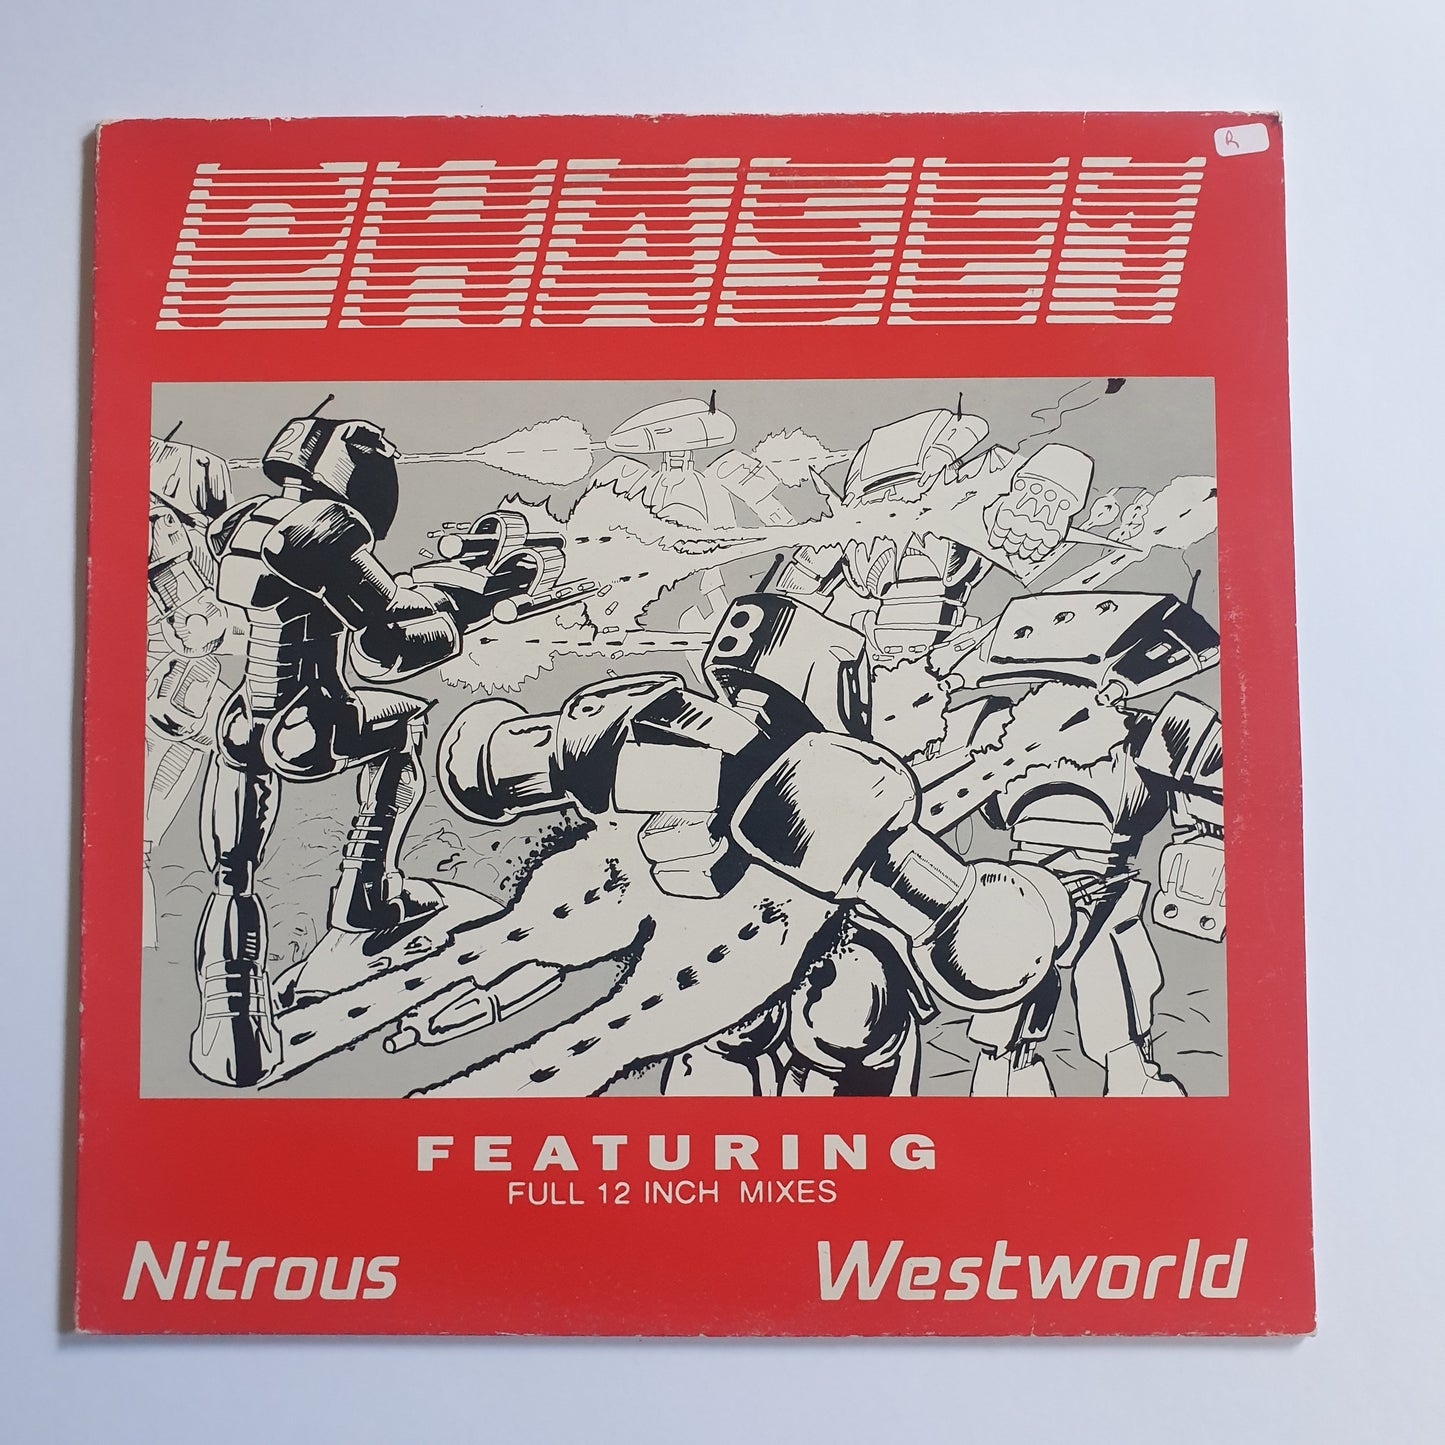 R
FEATURING
FULL 12 INCH MIXES
Nitrous
Westworld